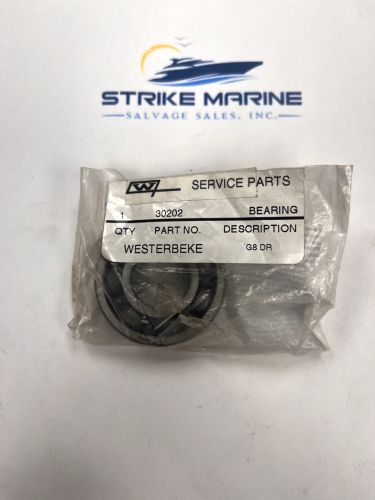 STRIKE MARINE
SALVAGE SALES. INC.
W SERVICE PARTS
1 30202 BEARING
QTY PART NO. DESCRIPTION
WESTERBEKE G8 DR